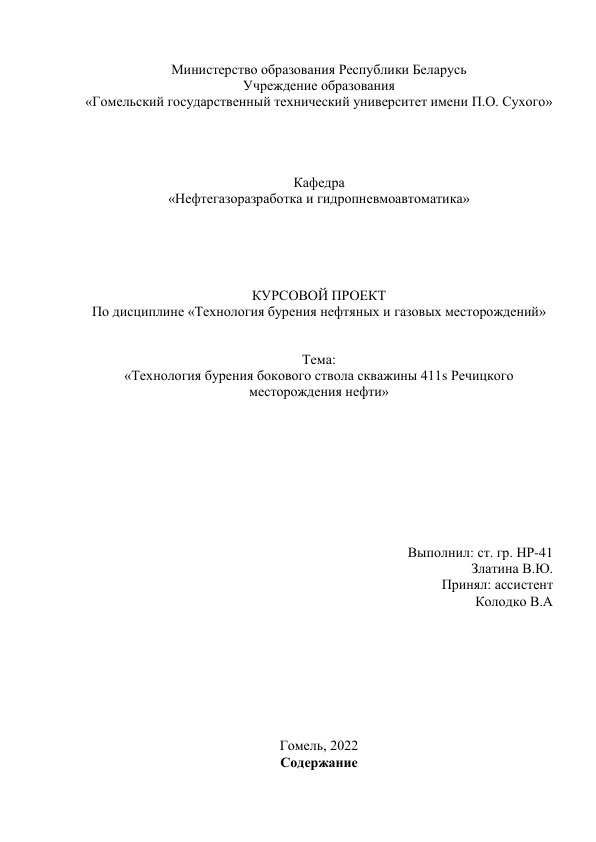 Министерство образования Республики Беларусь
Учреждение образования
«Гомельский государственный технический университет имени П.О. Сухого»
Кафедра
«Нефтегазоразработка и гидропневмоавтоматика»
КУРСОВОЙ ПРОЕКТ
По дисциплине «Технология бурения нефтяных и газовых месторождений»
Тема:
«Технология бурения бокового ствола скважины 411s Речицкого
месторождения нефти»
Выполнил: ст. гр. НР-41
Златина В.Ю.
Принял: ассистент
Колодко В.А
Гомель, 2022
Содержание